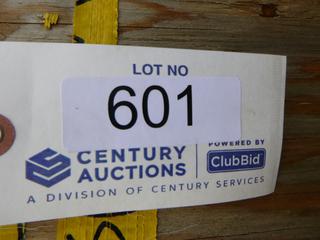 LOT NO
601
CENTURY
AUCTIONS
POWERED BY
ClubBid
A DIVISION OF CENTURY SERVICES